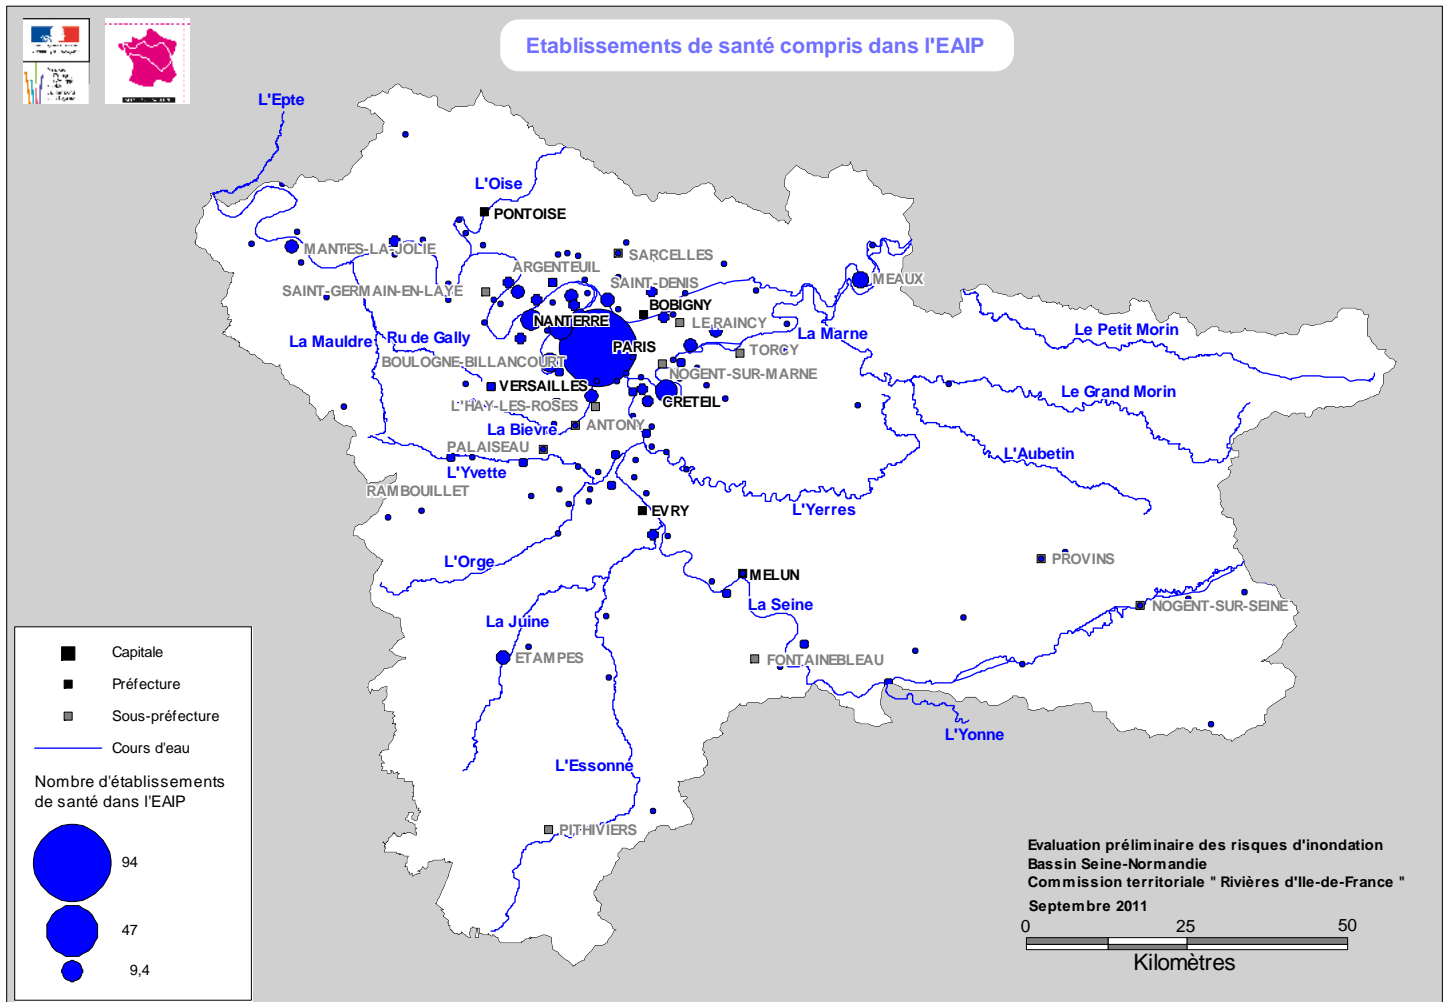 Etablissements de santé compris dans l'EAIP
L'Epte
L'Oise
PONTOISE
MANTES-LA-JOLIE
SARCELLES
ARGENTEUIL
SAINT-DENIS
MEAUX
SAINT-GERMAIN-EN-LAYE
BOBIGNY
NANTERRE
LE RAINCY
La Marne
Le Petit Morin
La Mauldre
Ru de Gally
PARIS
TORCY
BOULOGNE-BILLANCOURT
NOGENT-SUR-MARNE
VERSAILLES
Le Grand Morin
L'HAY-LES-ROSES
CRETEIL
La Bievre
ANTONY
PALAISEAU
L'Aubetin
L'Yvette
RAMBOUILLET
L'Yerres
EVRY
L'Orge
PROVINS
MELUN
La Seine
NOGENT-SUR-SEINE
La Juine
ETAMPES
FONTAINEBLEAU
L'Yonne
L'Essonne
PITHIVIERS
Capitale
Préfecture
Sous-préfecture
Cours d'eau
Nombre d'établissements
de santé dans l'EAIP
94
47
9,4
Evaluation préliminaire des risques d'inondation
Bassin Seine-Normandie
Commission territoriale " Rivières d'Ile-de-France "
Septembre 2011
0 25 50
Kilomètres